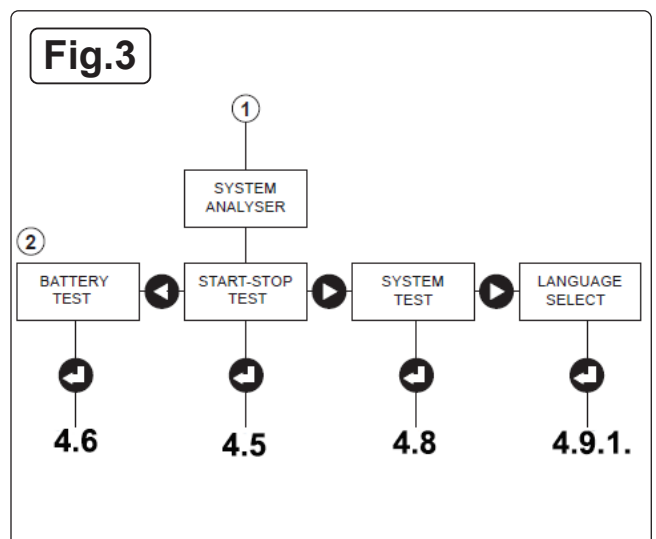 Fig.3
1
SYSTEM
ANALYSER
2
BATTERY
TEST
START-STOP
TEST
SYSTEM
TEST
LANGUAGE
SELECT
4.6
4.5
4.8
4.9.1.